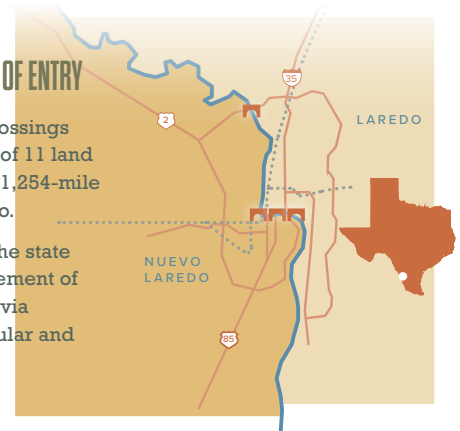 OF ENTRY
ossings
of 11 land
1,254-mile
o.
he state
ement of
via
ular and
35
2
LAREDO
NUEVO
LAREDO
85